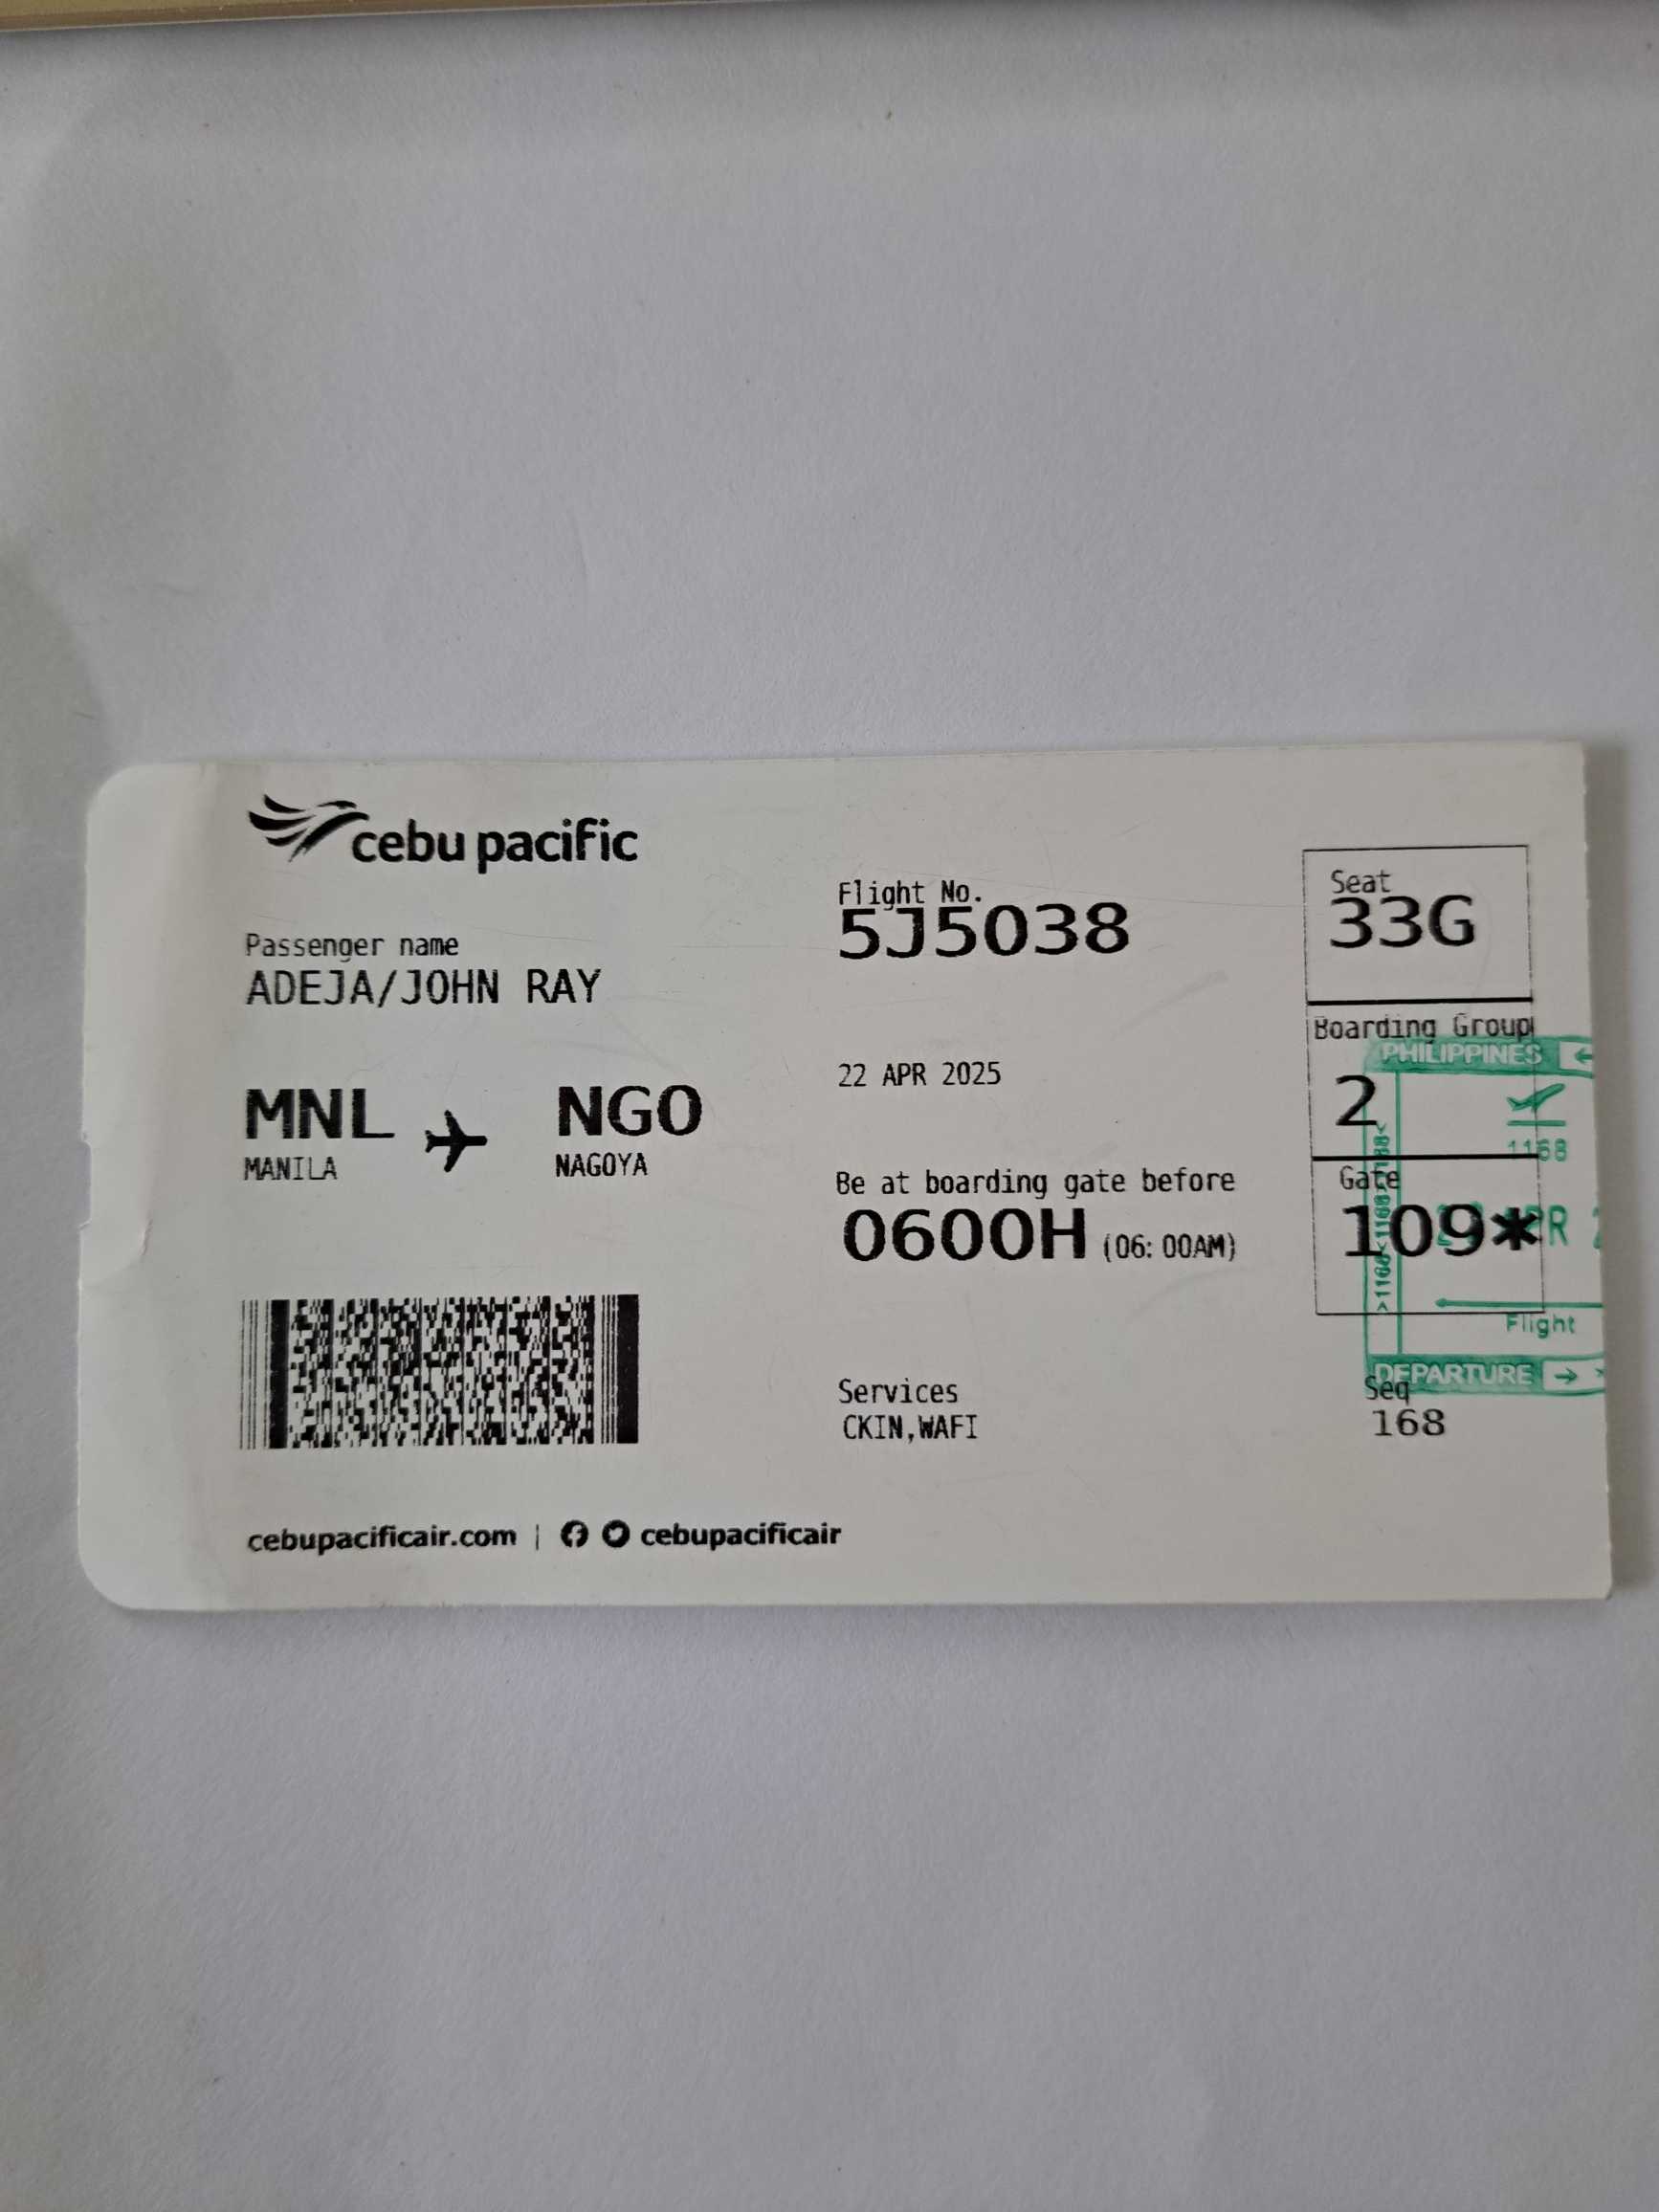 cebu pacific
Passenger name
ADEJA/JOHN RAY
MNL NGO
MANILA NAGOYA
Flight No.
5J5038
22 APR 2025
Be at boarding gate before
0600H (06:00AM)
Services
CKIN,WAFI
Seat
33G
Boarding Group
2
Gate
109*
Seq
168
PHILIPPINES
1168
Flight
DEPARTURE
cebupacificair.com | cebupacificair